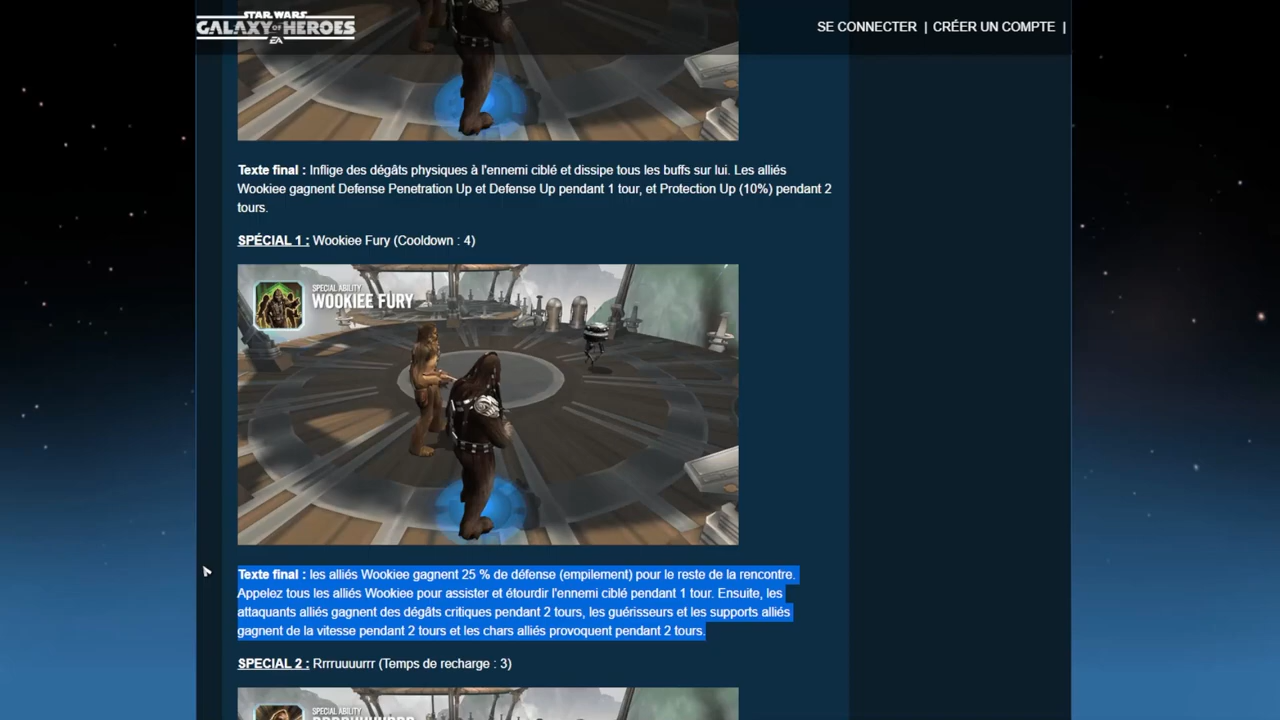 STAR WARS
GALAXY OF HEROES
EA
SE CONNECTER | CRÉER UN COMPTE |
Texte final : Inflige des dégâts physiques à l'ennemi ciblé et dissipe tous les buffs sur lui. Les alliés
Wookiee gagnent Defense Penetration Up et Defense Up pendant 1 tour, et Protection Up (10%) pendant 2
tours.
SPÉCIAL 1 : Wookiee Fury (Cooldown : 4)
SPECIAL ABILITY
WOOKIEE FURY
Texte final : les alliés Wookiee gagnent 25 % de défense (empilement) pour le reste de la rencontre.
Appelez tous les alliés Wookiee pour assister et étourdir l'ennemi ciblé pendant 1 tour. Ensuite, les
attaquants alliés gagnent des dégâts critiques pendant 2 tours, les guérisseurs et les supports alliés
gagnent de la vitesse pendant 2 tours et les chars alliés provoquent pendant 2 tours.
SPECIAL 2 : Rrrruuuurrr (Temps de recharge : 3)
SPECIAL ABILITY